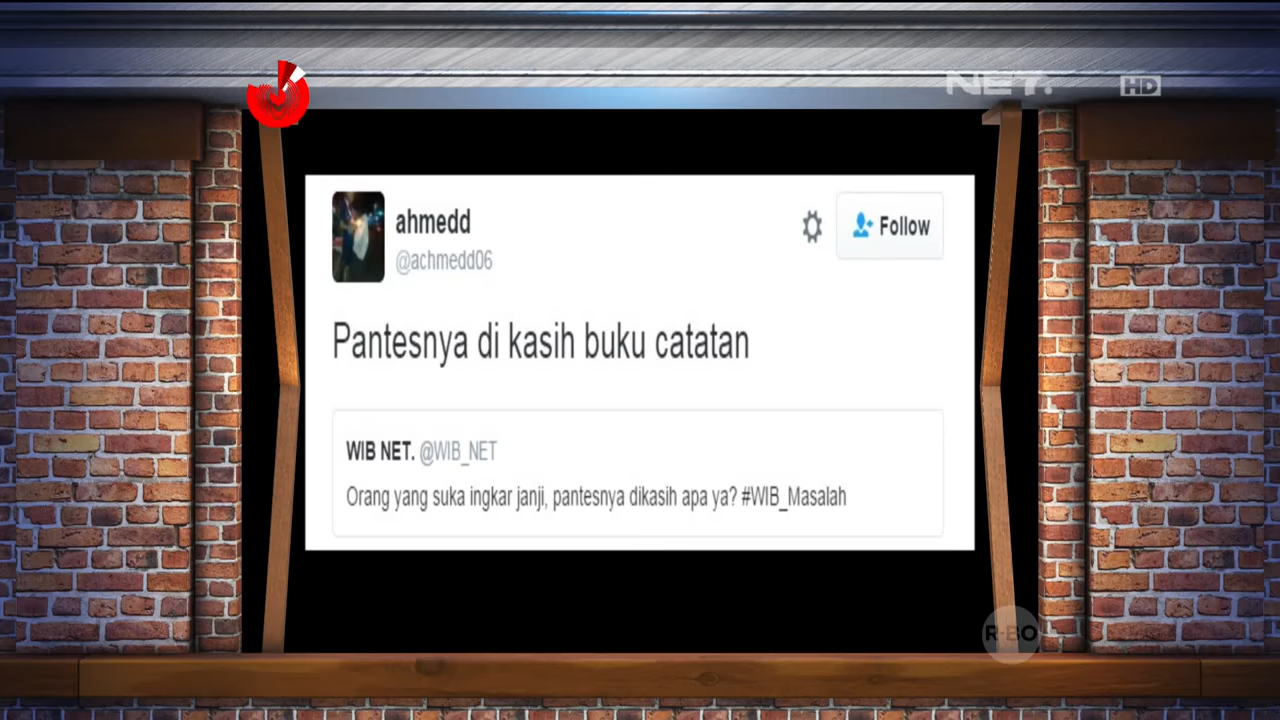 NET.
HD
ahmedd
@achmedd06
Follow
Pantesnya di kasih buku catatan
WIB NET. @WIB_NET
Orang yang suka ingkar janji, pantesnya dikasih apa ya? #WIB_Masalah
R-BO